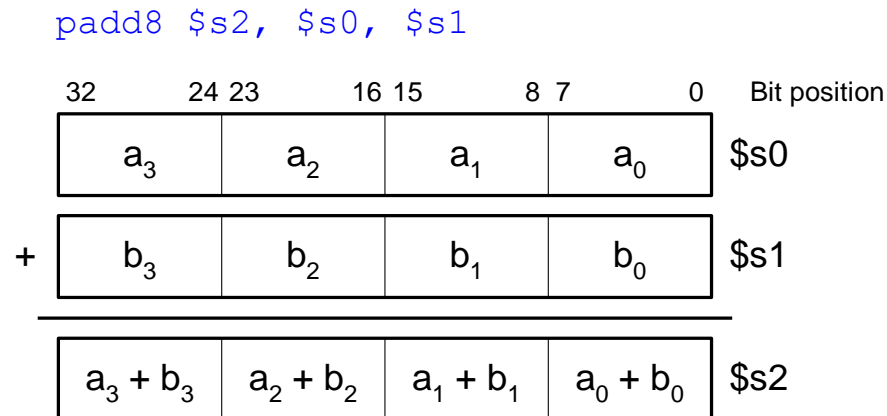 padd8 $s2, $s0, $s1
32 24 23 16 15 8 7 0 Bit position
a3 a2 a1 a0 $s0
+ b3 b2 b1 b0 $s1
a3 + b3 a2 + b2 a1 + b1 a0 + b0 $s2